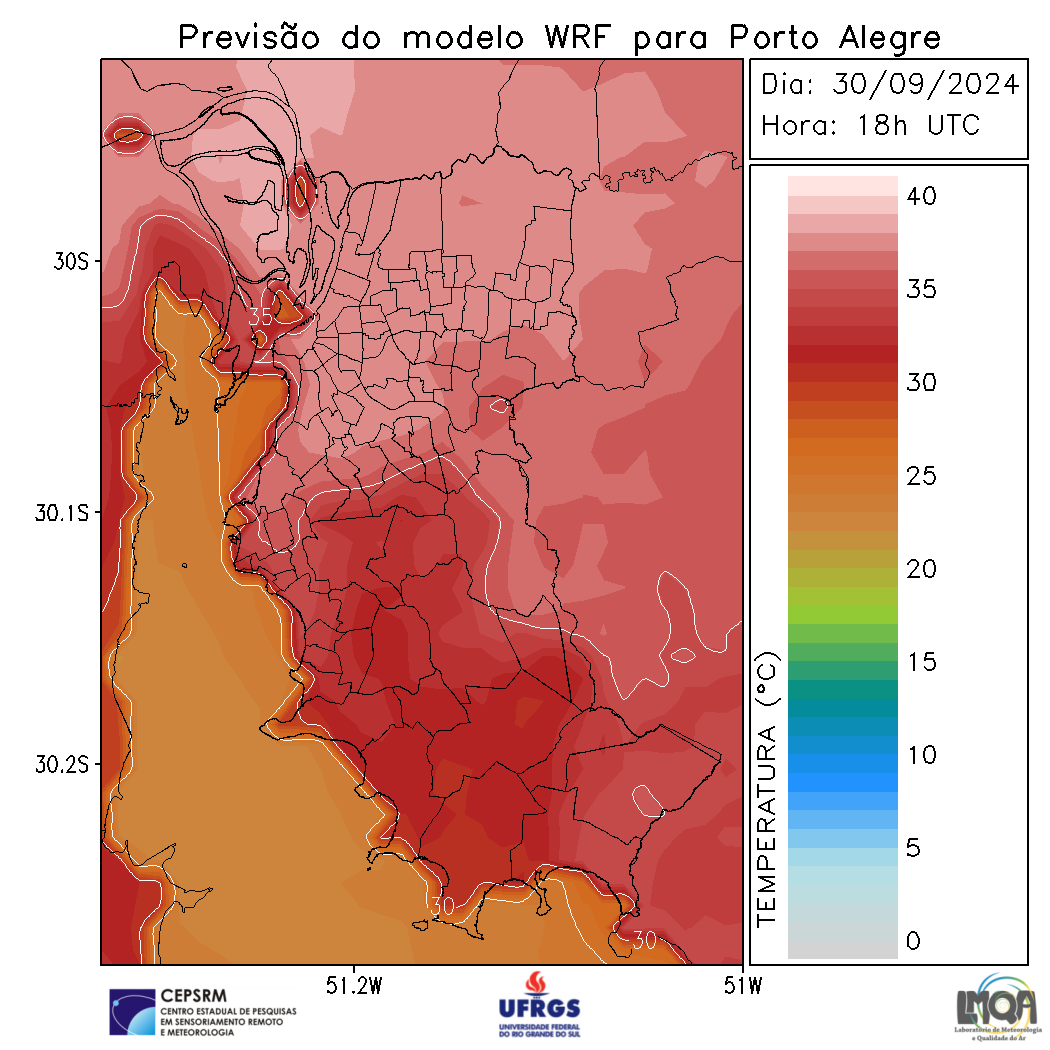 Previsão do modelo WRF para Porto Alegre
Dia: 30/09/2024
Hora: 18h UTC
40
35
30
25
20
15
10
5
0
TEMPERATURA (°C)
30S
30.1S
30.2S
51.2W
51W
35
30
30
CEPSRM
CENTRO ESTADUAL DE PESQUISAS
EM SENSORIAMENTO REMOTO
E METEOROLOGIA
UFRGS
UNIVERSIDADE FEDERAL
DO RIO GRANDE DO SUL
LMQA
Laboratório de Meteorologia
e Qualidade do Ar